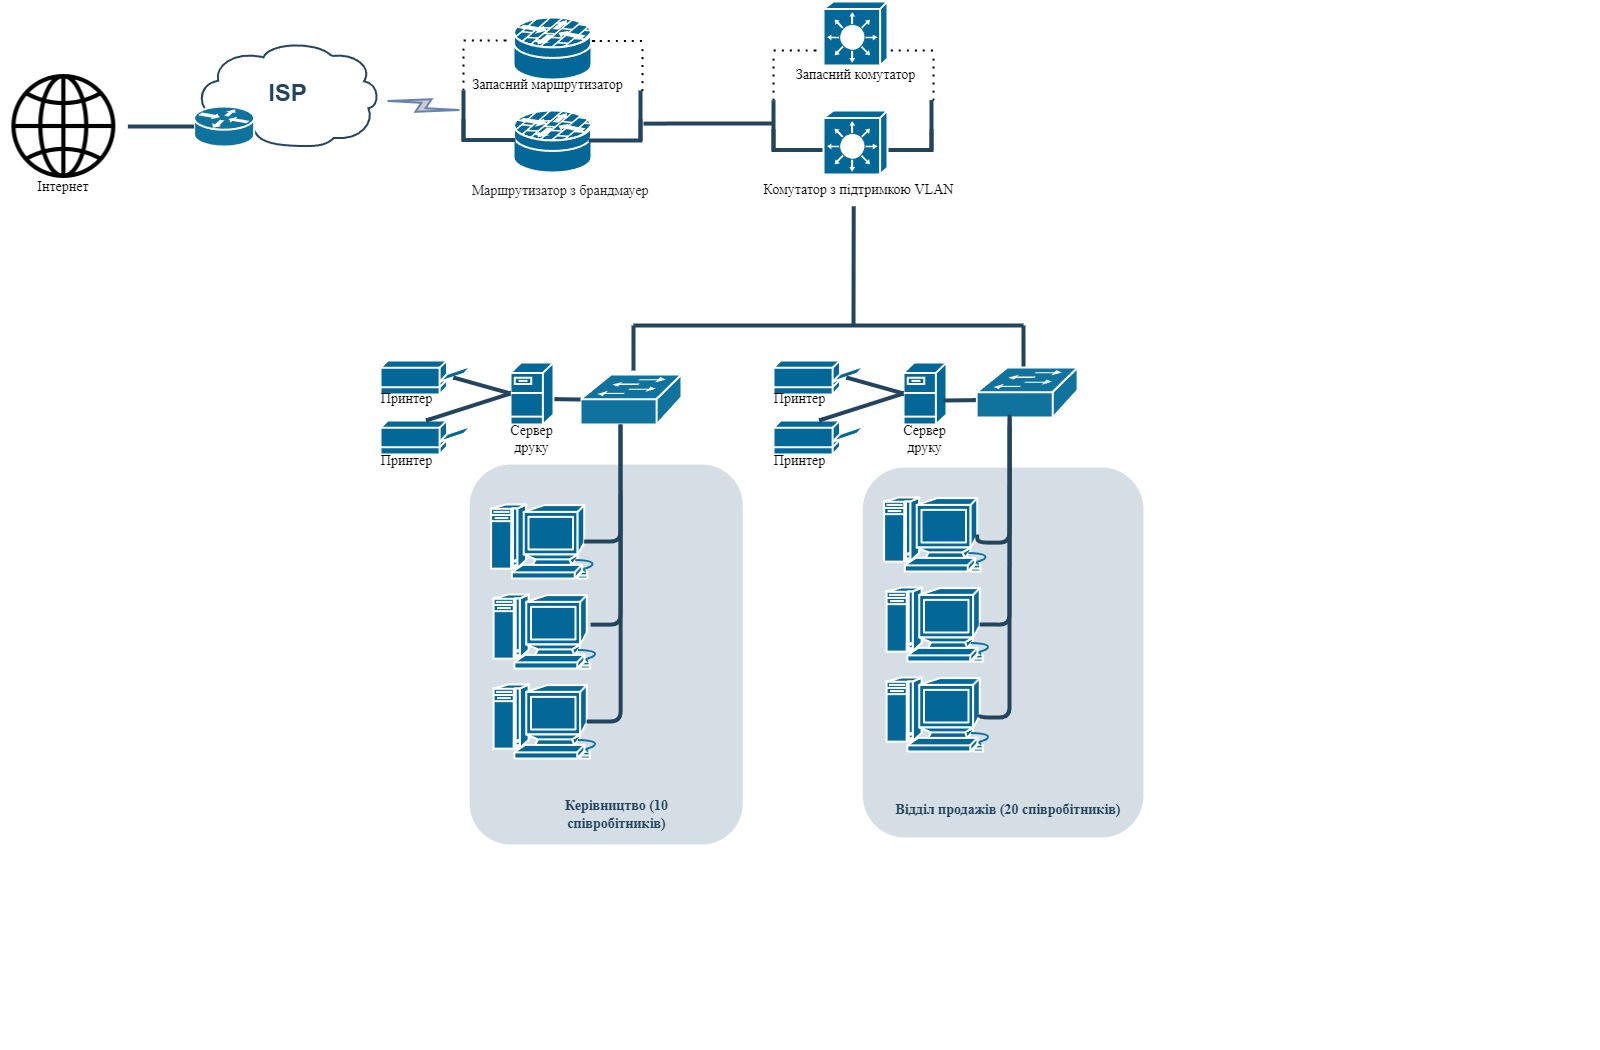 ISP
Запасний маршрутизатор
Запасний комутатор
Інтернет
Маршрутизатор з брандмауер
Комутатор з підтримкою VLAN
Принтер
Сервер
друку
Принтер
Принтер
Сервер
друку
Принтер
Керівництво (10
співробітників)
Відділ продажів (20 співробітників)